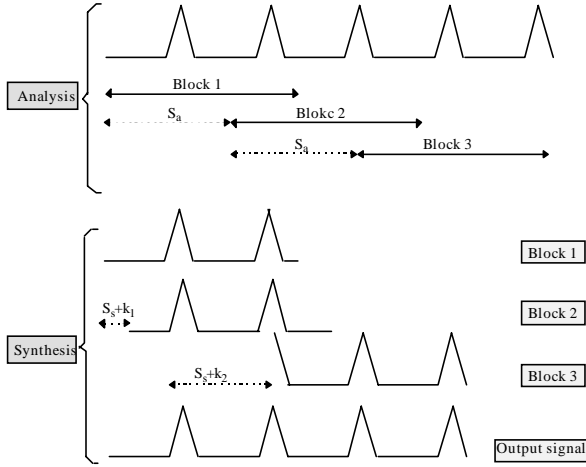 Block 1
Analysis
Sa
Blokc 2
Sa
Block 3
Block 1
Ss+k1
Block 2
Synthesis
Ss+k2
Block 3
Output signal